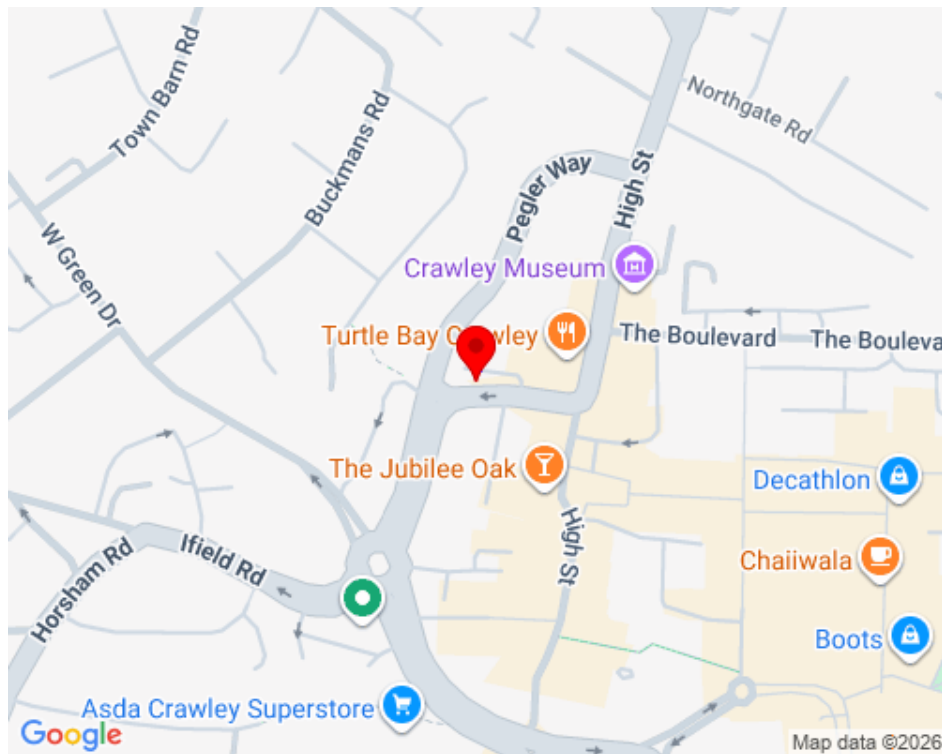 Town Barn Rd
Buckmans Rd
Northgate Rd
Pegler Way
High St
W Green Dr
Crawley Museum
Turtle Bay Crawley
The Boulevard
The Bouleva
The Jubilee Oak
Decathlon
High St
Chaiiwala
Ifield Rd
Horsham Rd
Boots
Asda Crawley Superstore
Google
Map data ©2026